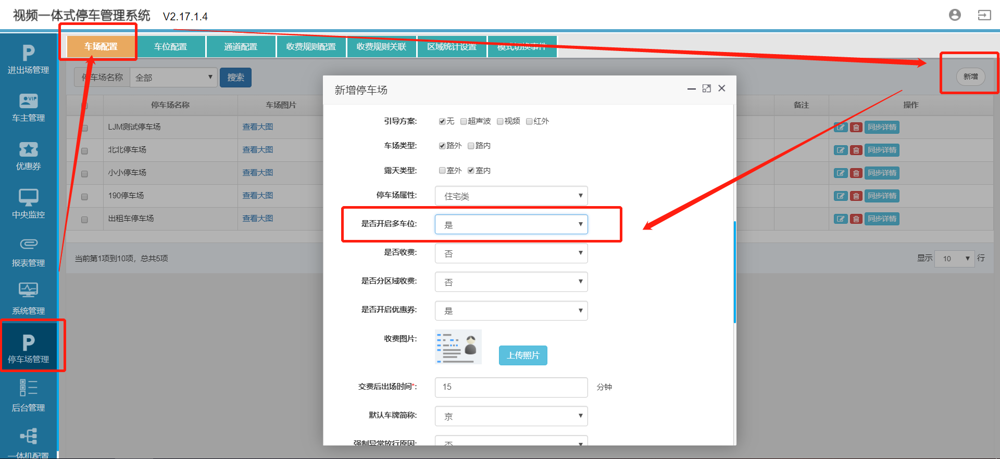 视频一体式停车管理系统 V2.17.1.4
车场配置 车位配置 通道配置 收费规则配置 收费规则关联 区域统计设置 模式切换事件
进出场管理
车主管理
优惠券
中央监控
报表管理
系统管理
停车场管理
后台管理
一体机配置
停车场名称 全部 搜索 新增
停车场名称 车场图片 备注 操作
LJM测试停车场 查看大图 同步详情
北北停车场 查看大图 同步详情
小小停车场 查看大图 同步详情
190停车场 查看大图 同步详情
出租车停车场 查看大图 同步详情
当前第1项到10项，总共5项 显示 10 行
新增停车场
引导方案: 无 超声波 视频 红外
车场类型: 路外 路内
露天类型: 室外 室内
停车场属性: 住宅类
是否开启多车位: 是
是否收费: 否
是否分区域收费: 否
是否开启优惠券: 是
收费图片: 上传照片
交费后出场时间*: 15 分钟
默认车牌简称: 京
强制异常放行原因: 否